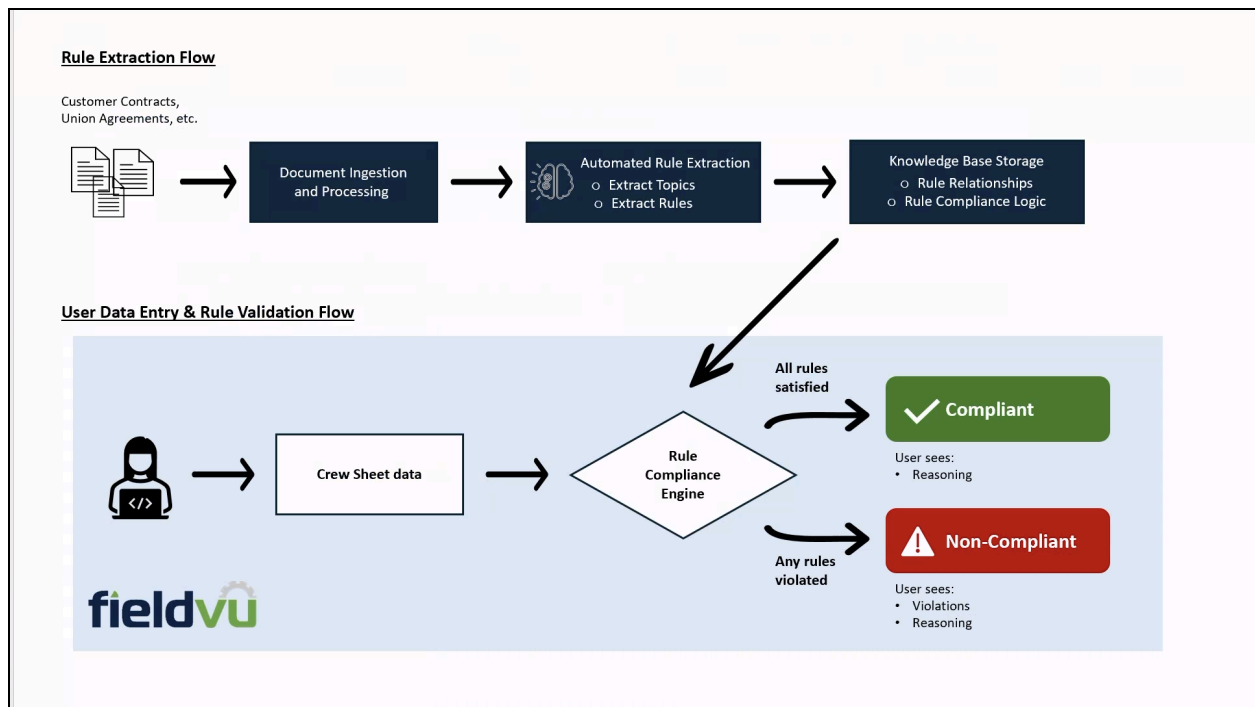 Rule Extraction Flow
Customer Contracts,
Union Agreements, etc.
Document Ingestion
and Processing
Automated Rule Extraction
o Extract Topics
o Extract Rules
Knowledge Base Storage
o Rule Relationships
o Rule Compliance Logic
User Data Entry & Rule Validation Flow
</>
Crew Sheet data
Rule
Compliance
Engine
All rules
satisfied
Compliant
User sees:
• Reasoning
Any rules
violated
Non-Compliant
User sees:
• Violations
• Reasoning
fieldvu